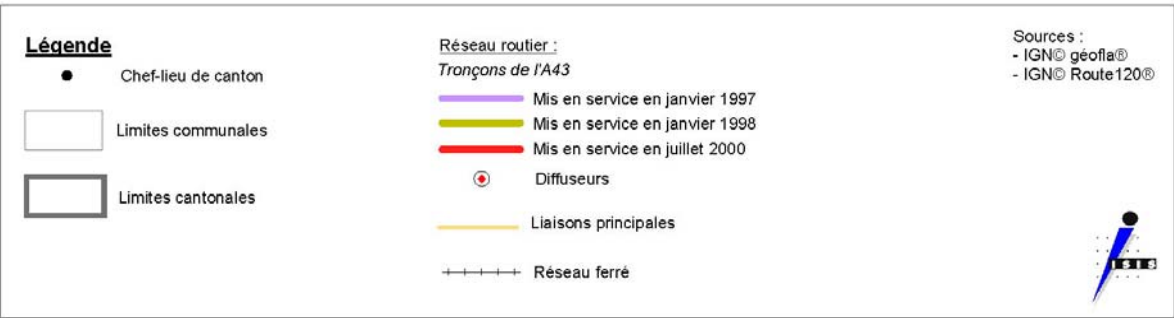 Légende
Chef-lieu de canton
Limites communales
Limites cantonales
Réseau routier :
Tronçons de l'A43
Mis en service en janvier 1997
Mis en service en janvier 1998
Mis en service en juillet 2000
Diffuseurs
Liaisons principales
Réseau ferré
Sources :
- IGN© géofla®
- IGN© Route120®
ISIS